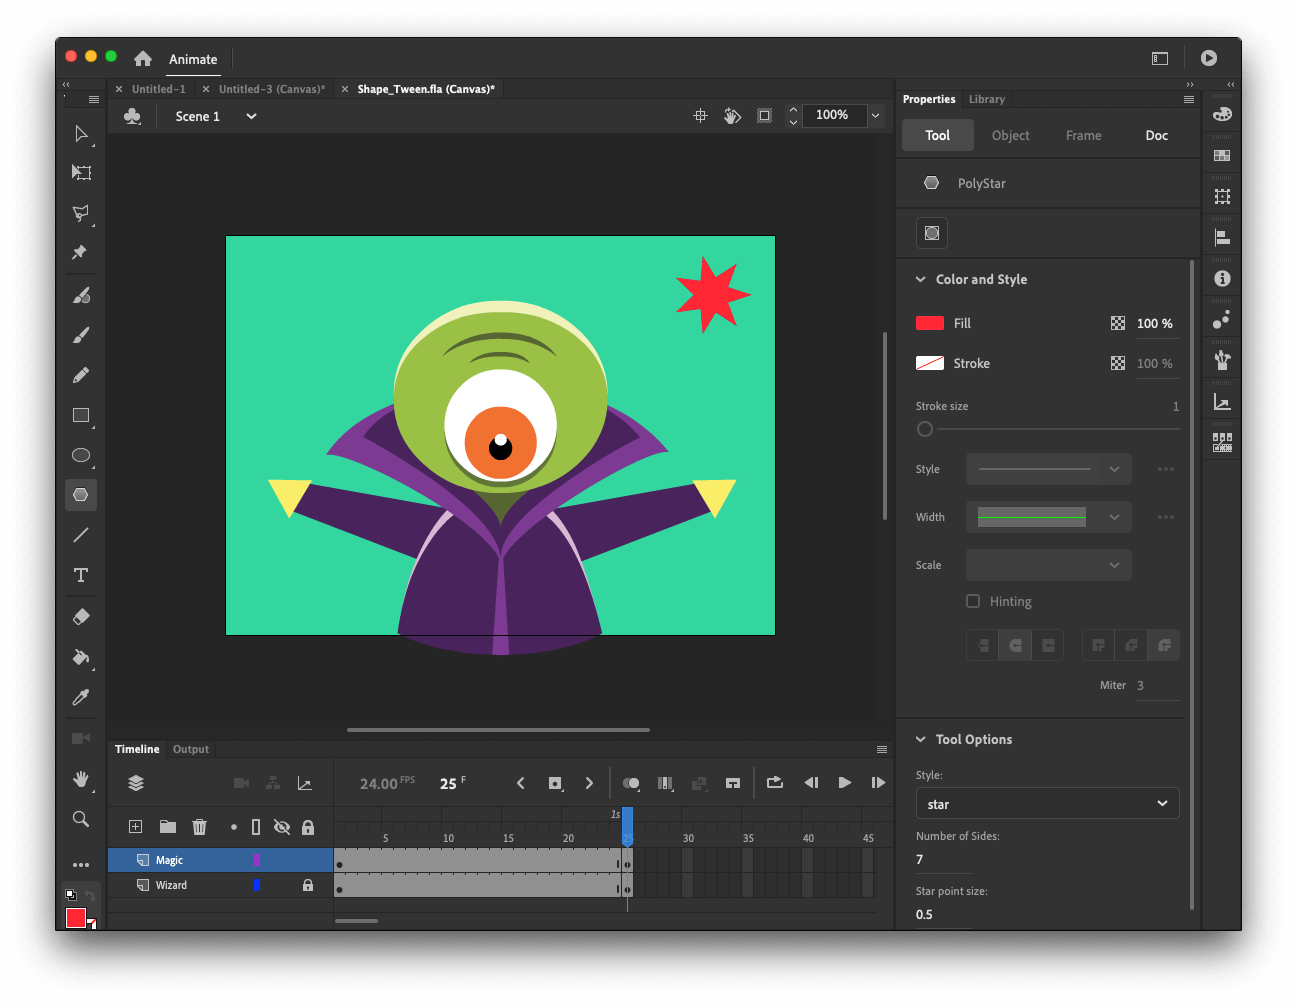 Animate
Untitled-1
Untitled-3 (Canvas)*
Shape_Tween.fla (Canvas)*
Scene 1
100%
Properties
Library
Tool
Object
Frame
Doc
PolyStar
Color and Style
Fill
100 %
Stroke
100 %
Stroke size
1
Style
Width
Scale
Hinting
Miter
3
Tool Options
Style:
star
Number of Sides:
7
Star point size:
0.5
Timeline
Output
24.00 FPS
25 F
1s
5 10 15 20 25 30 35 40 45
Magic
Wizard